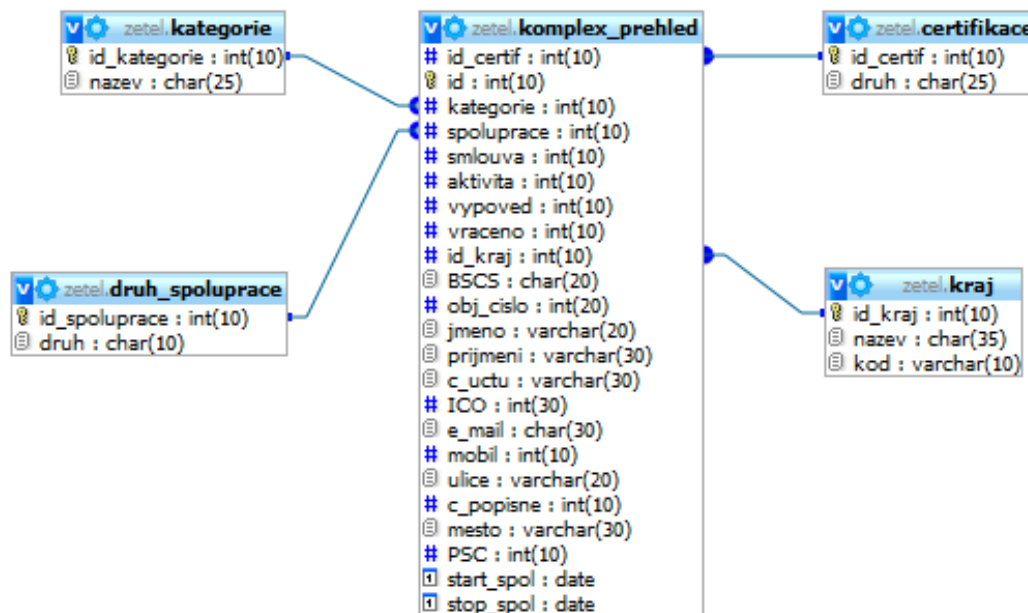 zetel.kategorie
id_kategorie : int(10)
nazev : char(25)
zetel.druh_spoluprace
id_spoluprace : int(10)
druh : char(10)
zetel.komplex_prehled
id_certif : int(10)
id : int(10)
kategorie : int(10)
spoluprace : int(10)
smlouva : int(10)
aktivita : int(10)
vypoved : int(10)
vraceno : int(10)
id_kraj : int(10)
BSCS : char(20)
obj_cislo : int(20)
jmeno : varchar(20)
prijmeni : varchar(30)
c_uctu : varchar(30)
ICO : int(30)
e_mail : char(30)
mobil : int(10)
ulice : varchar(20)
c_popisne : int(10)
mesto : varchar(30)
PSC : int(10)
start_spol : date
stop_spol : date
zetel.certifikace
id_certif : int(10)
druh : char(25)
zetel.kraj
id_kraj : int(10)
nazev : char(35)
kod : varchar(10)